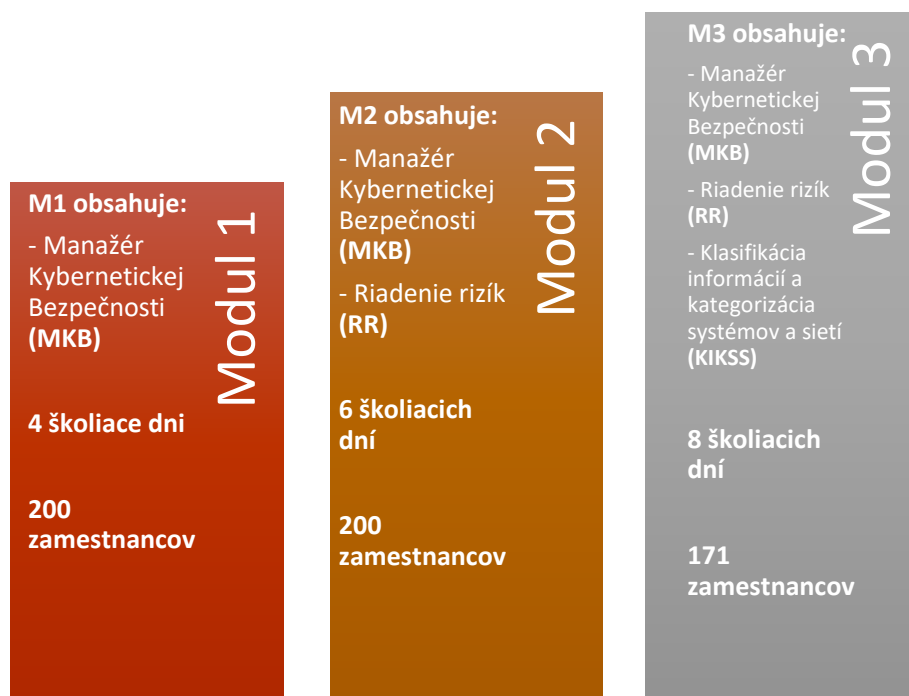 M1 obsahuje:
- Manažér
Kybernetickej
Bezpečnosti
(MKB)
4 školiace dni
200
zamestnancov
Modul 1
M2 obsahuje:
- Manažér
Kybernetickej
Bezpečnosti
(MKB)
- Riadenie rizík
(RR)
6 školiacich
dní
200
zamestnancov
Modul 2
M3 obsahuje:
- Manažér
Kybernetickej
Bezpečnosti
(MKB)
- Riadenie rizík
(RR)
- Klasifikácia
informácií a
kategorizácia
systémov a sietí
(KIKSS)
8 školiacich
dní
171
zamestnancov
Modul 3